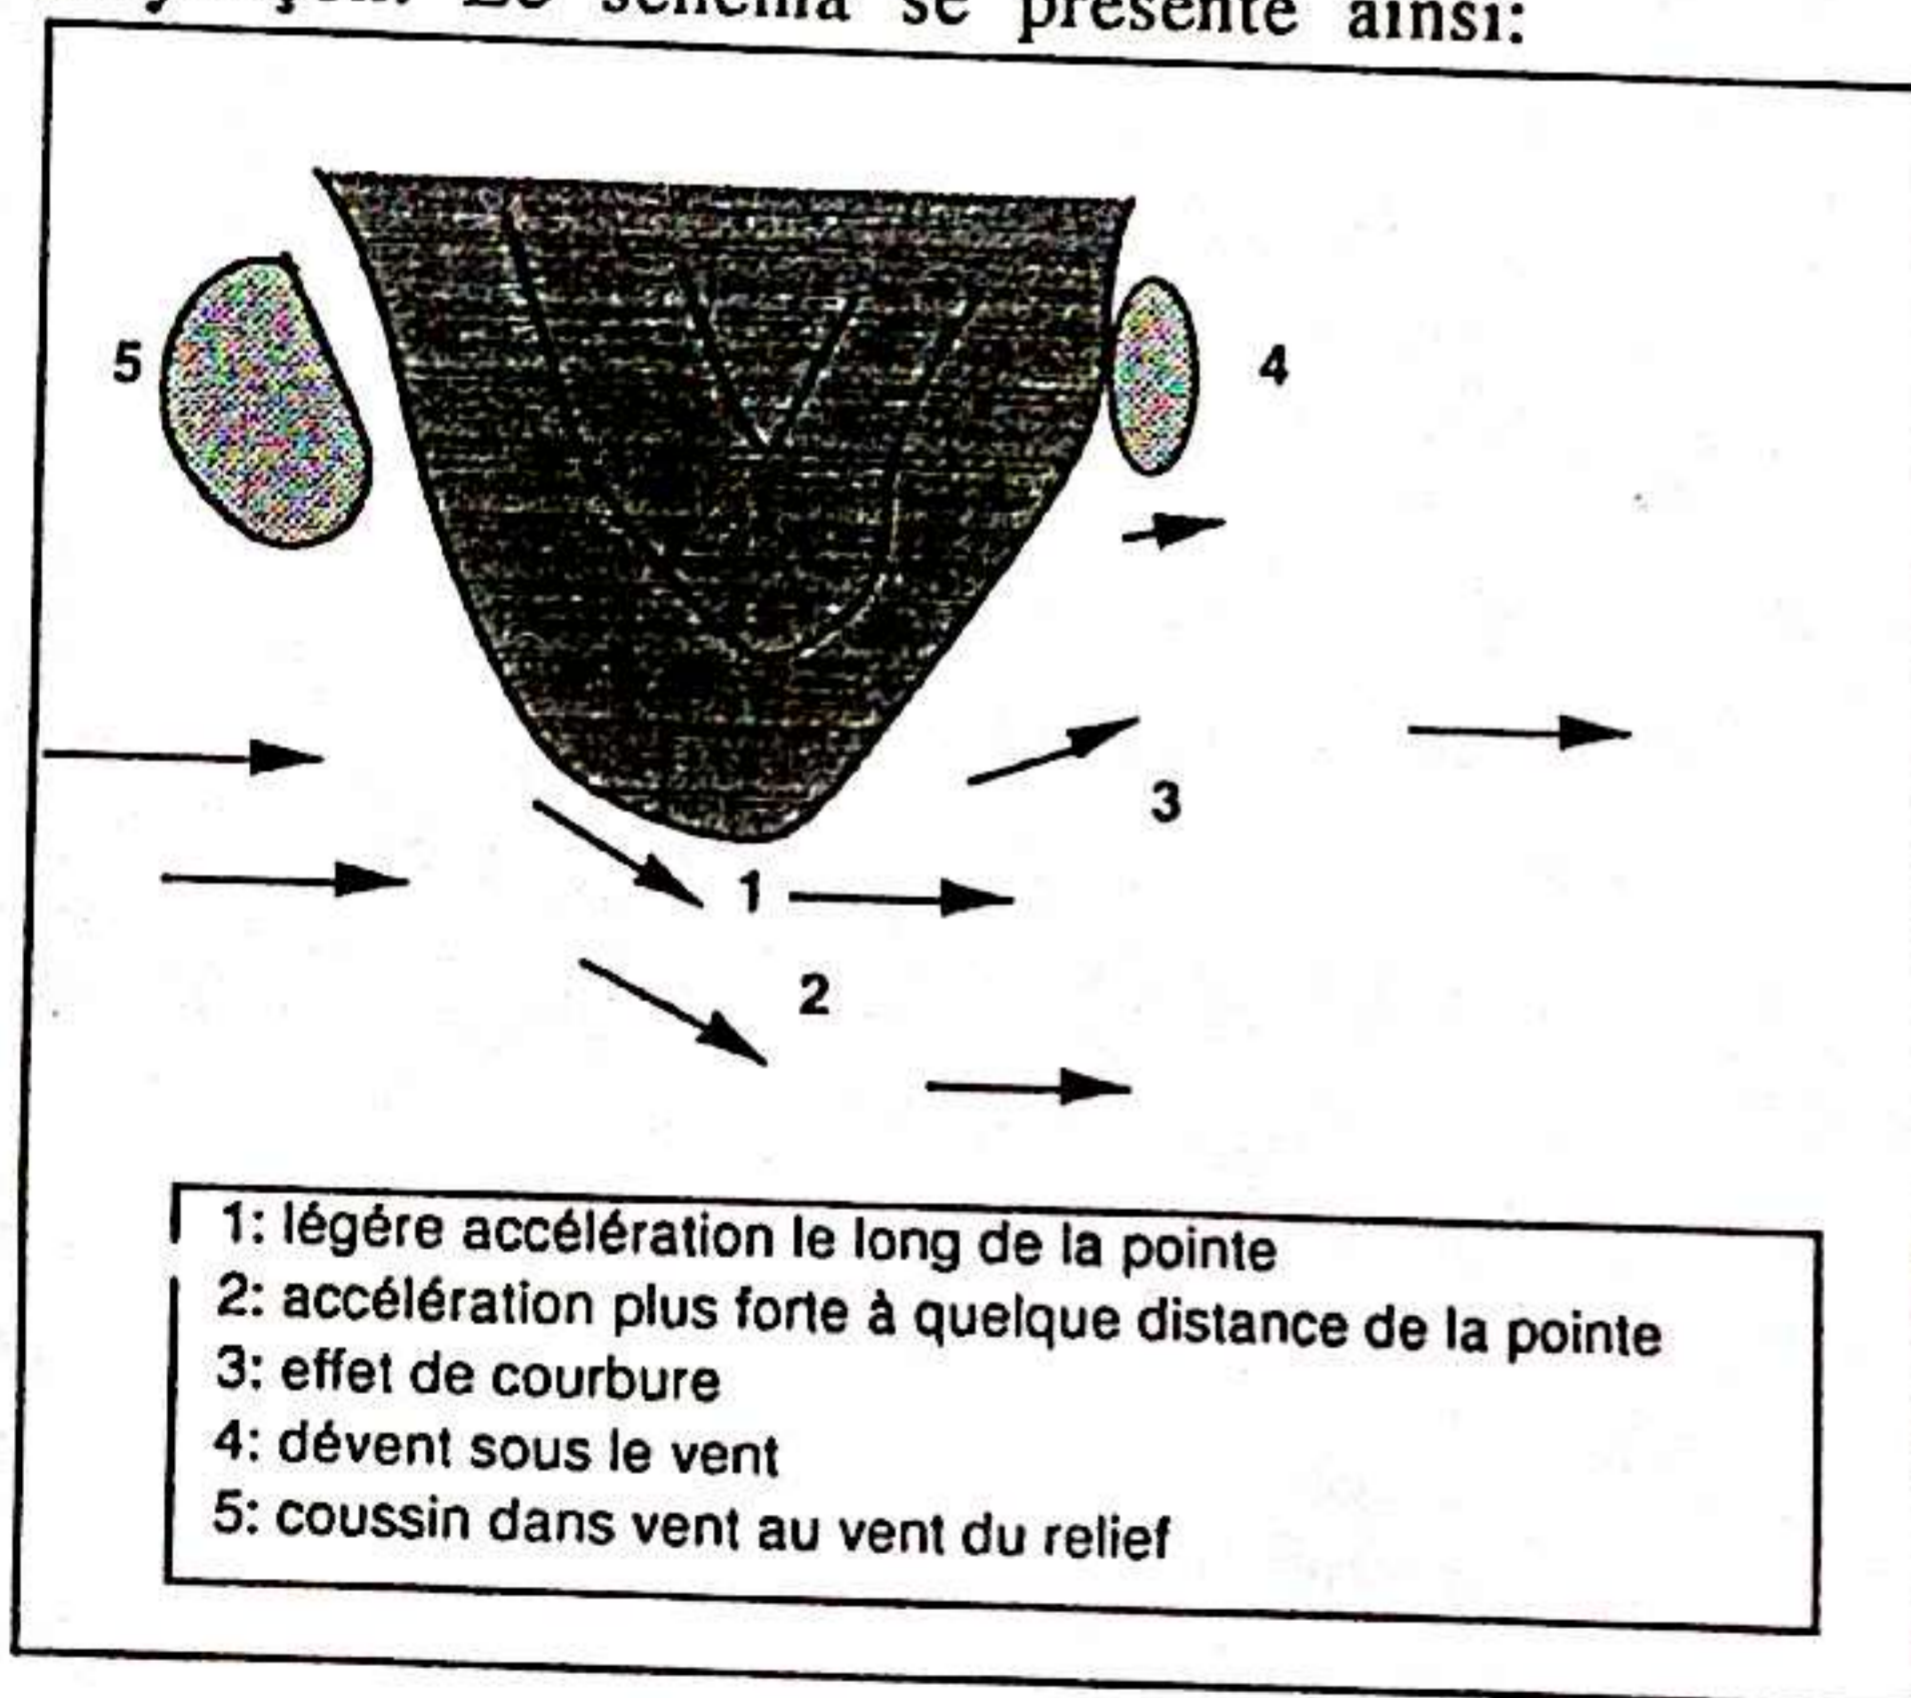 schéma se présente ainsi:
5
4
3
1
2
1: légére accélération le long de la pointe
2: accélération plus forte à quelque distance de la pointe
3: effet de courbure
4: dévent sous le vent
5: coussin dans vent au vent du relief